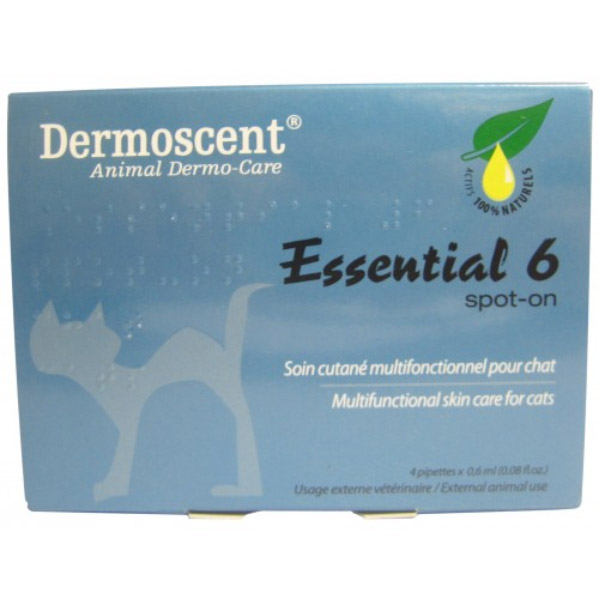 Dermoscent®
Animal Dermo-Care
ACTIFS
100% NATURELS
Essential 6
spot-on
Soin cutané multifonctionnel pour chat
Multifunctional skin care for cats
4 pipettes x 0,6 ml (0.08 fl.oz.)
Usage externe vétérinaire / External animal use